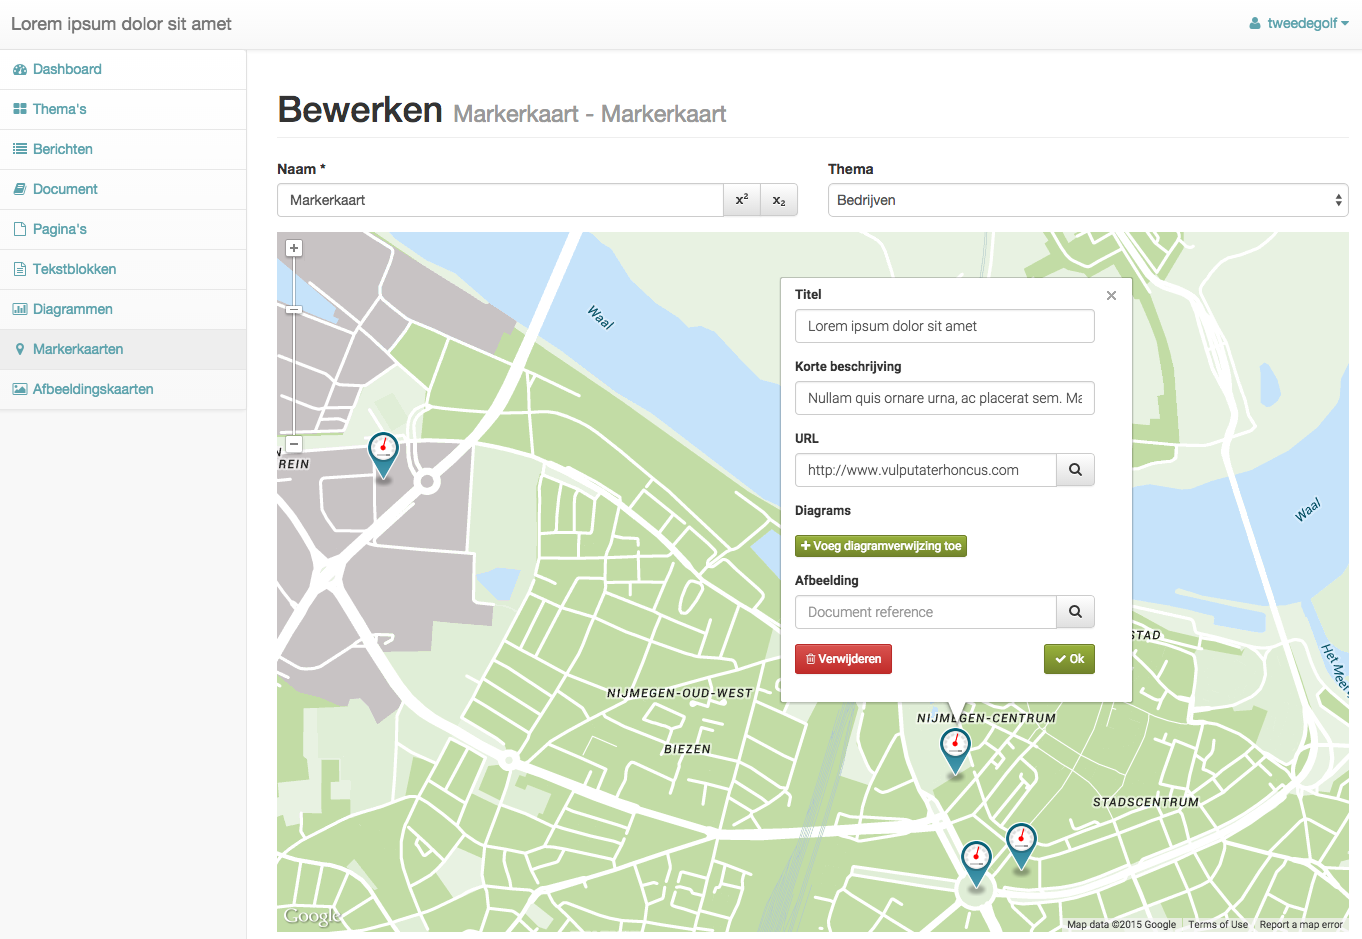 Lorem ipsum dolor sit amet
tweedegolf
Dashboard
Thema's
Berichten
Document
Pagina's
Tekstblokken
Diagrammen
Markerkaarten
Afbeeldingskaarten
Bewerken Markerkaart - Markerkaart
Naam *
Markerkaart
x²
x₂
Thema
Bedrijven
Waal
REIN
Titel
Lorem ipsum dolor sit amet
Korte beschrijving
Nullam quis ornare urna, ac placerat sem. Ma
URL
http://www.vulputaterhoncus.com
Diagrams
+ Voeg diagramverwijzing toe
Afbeelding
Document reference
Verwijderen
Ok
Waal
STAD
Het Meer
NIJMEGEN-OUD-WEST
NIJMEGEN-CENTRUM
BIEZEN
STADSCENTRUM
Google
Map data ©2015 Google
Terms of Use
Report a map error